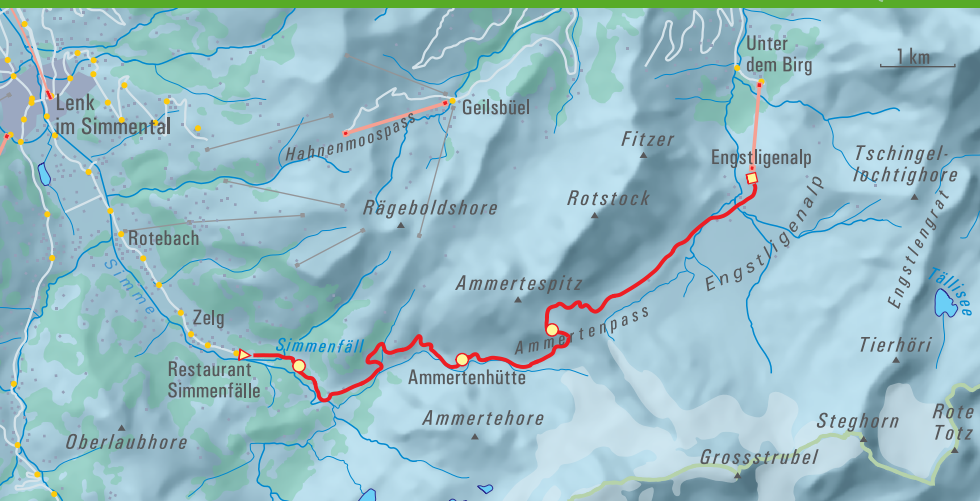 Unter
dem Birg
1 km
Lenk
im Simmental
Geilsbüel
Hahnenmoospass
Fitzer
Engstligenalp
Tschingel-
lochtighore
Rägeboldshore
Rotstock
Engstligenalp
Engstlengrat
Rotebach
Simme
Ammertespitz
Tällisee
Zelg
Simmenfäll
Ammertenpass
Tierhöri
Restaurant
Simmenfälle
Ammertenhütte
Ammertehore
Steghorn
Rote
Totz
Oberlaubhore
Grossstrubel